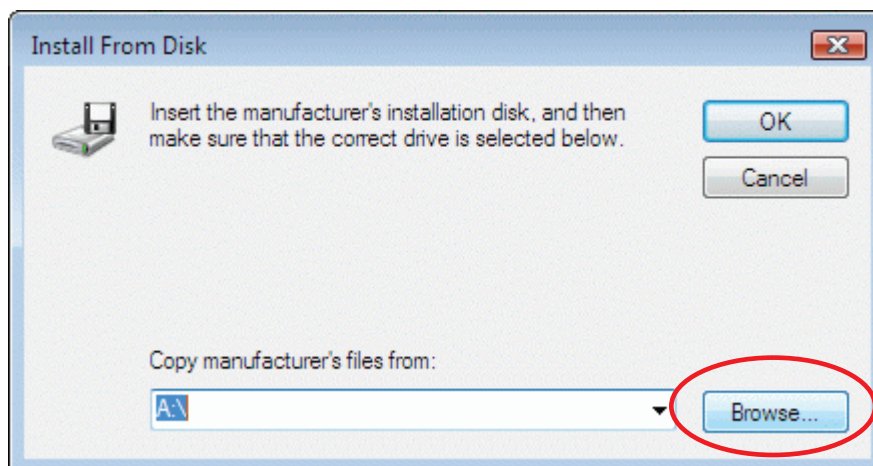 Install From Disk
Insert the manufacturer's installation disk, and then
make sure that the correct drive is selected below.
OK
Cancel
Copy manufacturer's files from:
A:\
Browse...